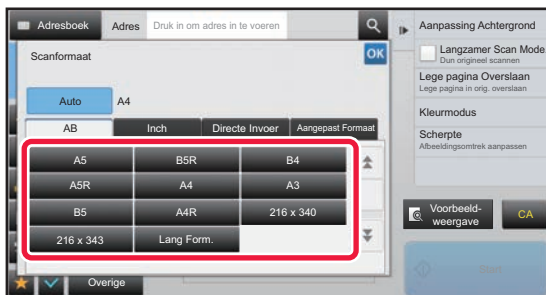 Adresboek
Adres
Druk in om adres in te voeren
Scanformaat
OK
Auto
A4
AB
Inch
Directe Invoer
Aangepast Formaat
A5
B5R
B4
A5R
A4
A3
B5
A4R
216 x 340
216 x 343
Lang Form.
Overige
Aanpassing Achtergrond
Langzamer Scan Mode
Dun origineel scannen
Lege pagina Overslaan
Lege pagina in orig. overslaan
Kleurmodus
Scherpte
Afbeeldingsomtrek aanpassen
Voorbeeld-
weergave
CA
Start